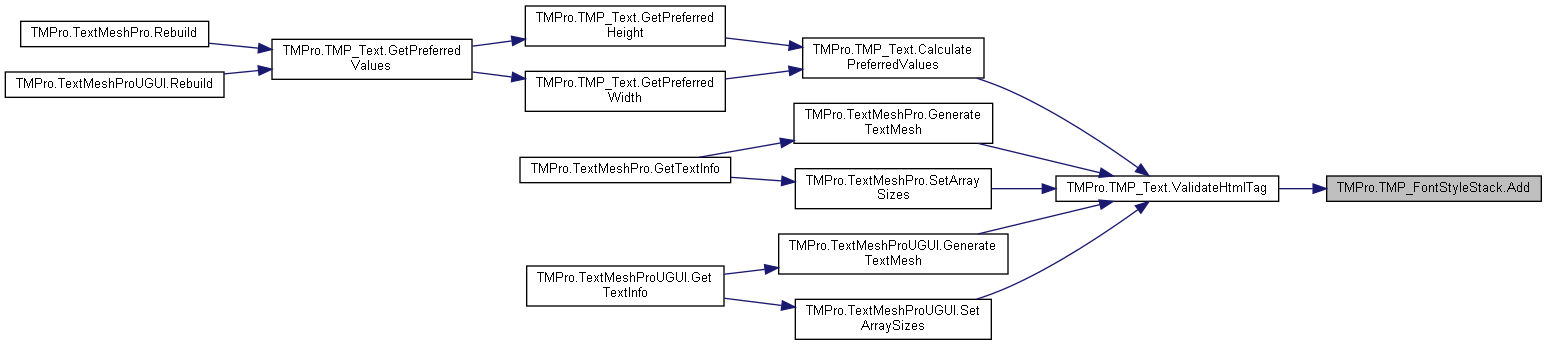 TMPro.TextMeshPro.Rebuild
TMPro.TextMeshProUGUI.Rebuild
TMPro.TMP_Text.GetPreferred
Values
TMPro.TMP_Text.GetPreferred
Height
TMPro.TMP_Text.GetPreferred
Width
TMPro.TextMeshPro.GetTextInfo
TMPro.TextMeshProUGUI.Get
TextInfo
TMPro.TMP_Text.Calculate
PreferredValues
TMPro.TextMeshPro.Generate
TextMesh
TMPro.TextMeshPro.SetArray
Sizes
TMPro.TextMeshProUGUI.Generate
TextMesh
TMPro.TextMeshProUGUI.Set
ArraySizes
TMPro.TMP_Text.ValidateHtmlTag
TMPro.TMP_FontStyleStack.Add